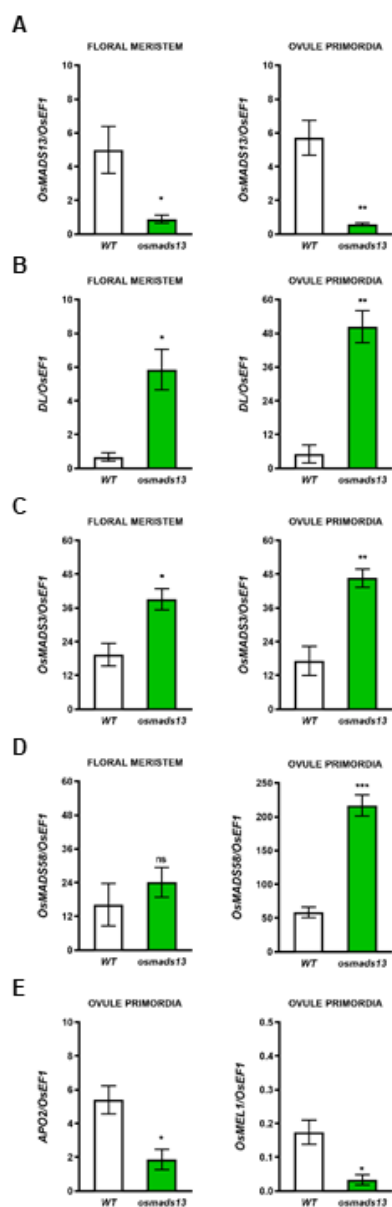 A
FLORAL MERISTEM
OsMADS13/OsEF1
10
8
6
4
2
0
*
WT osmads13
OVULE PRIMORDIA
OsMADS13/OsEF1
10
8
6
4
2
0
**
WT osmads13
B
FLORAL MERISTEM
DL/OsEF1
10
8
6
4
2
0
*
WT osmads13
OVULE PRIMORDIA
DL/OsEF1
60
48
36
24
12
0
**
WT osmads13
C
FLORAL MERISTEM
OsMADS3/OsEF1
60
48
36
24
12
0
*
WT osmads13
OVULE PRIMORDIA
OsMADS3/OsEF1
60
48
36
24
12
0
**
WT osmads13
D
FLORAL MERISTEM
OsMADS58/OsEF1
60
48
36
24
12
0
ns
WT osmads13
OVULE PRIMORDIA
OsMADS58/OsEF1
250
200
150
100
50
0
***
WT osmads13
E
OVULE PRIMORDIA
APO2/OsEF1
10
8
6
4
2
0
*
WT osmads13
OVULE PRIMORDIA
OsMEL1/OsEF1
0.5
0.4
0.3
0.2
0.1
0.0
*
WT osmads13